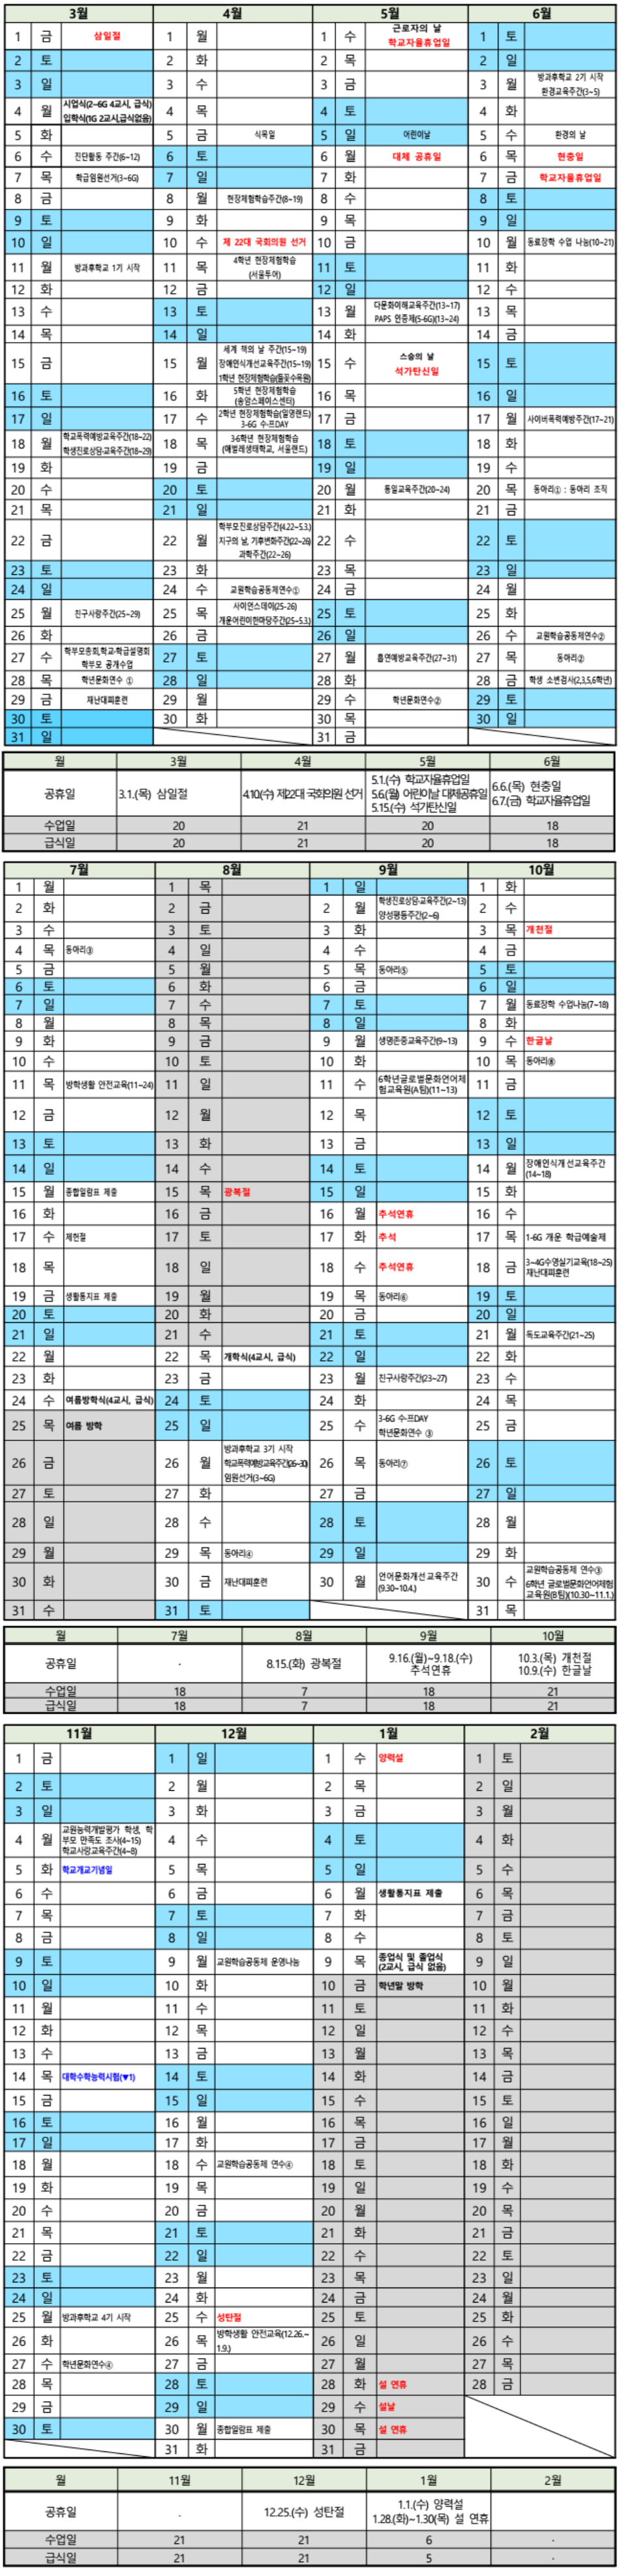 3월 4월 5월 6월
1 금 삼일절 1 월 1 수 근로자의 날 1 토
학교자율휴업일
2 토 2 화 2 목 2 일
3 일 3 수 3 금 3 월 방과후학교 2기 시작
환경교육주간(3~5)
4 월 시업식(2~6G 4교시, 급식) 4 목 4 토 4 화
입학식(1G 2교시,급식없음)
5 화 5 금 식목일 5 일 어린이날 5 수 환경의 날
6 수 진단활동 주간(6~12) 6 토 6 월 대체 공휴일 6 목 현충일
7 목 학급임원선거(3~6G) 7 일 7 화 7 금 학교자율휴업일
8 금 8 월 현장체험학습주간(8~19) 8 수 8 토
9 토 9 화 9 목 9 일
10 일 10 수 제 22대 국회의원 선거 10 금 10 월 동료장학 수업 나눔(10~21)
11 월 방과후학교 1기 시작 11 목 4학년 현장체험학습 11 토 11 화
(서울투어)
12 화 12 금 12 일 12 수
13 수 13 토 13 월 다문화이해교육주간(13~17) 13 목
PAPS 인증제(5-6G)(13~24)
14 목 14 일 14 화 14 금
15 금 15 월 세계 책의 날 주간(15~19) 15 수 스승의 날 15 토
장애인식개선교육주간(15~19) 석가탄신일
1학년 현장체험학습(들꽃수목원)
16 토 16 화 5학년 현장체험학습 16 목 16 일
(송암스페이스센터)
17 일 17 수 2학년 현장체험학습(일영랜드) 17 금 17 월 사이버폭력예방주간(17~21)
3-6G 수·프DAY
18 월 학교폭력예방교육주간(18~22) 18 목 3·6학년 현장체험학습 18 토 18 화
학생진로상담·교육주간(18~29) (애벌레생태학교, 서울랜드)
19 화 19 금 19 일 19 수
20 수 20 토 20 월 통일교육주간(20~24) 20 목 동아리① : 동아리 조직
21 목 21 일 21 화 21 금
22 금 22 월 학부모진로상담주간(4.22~5.3.) 22 수 22 토
지구의 날, 기후변화주간(22~26)
과학주간(22~26)
23 토 23 화 23 목 23 일
24 일 24 수 교원학습공동체연수① 24 금 24 월
25 월 친구사랑주간(25~29) 25 목 사이언스데이(25-26) 25 토 25 화
개운어린이한마당주간(25~5.3.)
26 화 26 금 26 일 26 수 교원학습공동체연수②
27 수 학부모총회,학교·학급설명회 27 토 27 월 흡연예방교육주간(27~31) 27 목 동아리②
학부모 공개수업
28 목 학년문화연수 ① 28 일 28 화 28 금 학생 소변검사(2,3,5,6학년)
29 금 재난대피훈련 29 월 29 수 학년문화연수② 29 토
30 토 30 화 30 목 30 일
31 일 31 금
월 3월 4월 5월 6월
공휴일 3.1.(목) 삼일절 4.10(수) 제22대 국회의원 선거 5.1.(수) 학교자율휴업일 6.6.(목) 현충일
5.6.(월) 어린이날 대체공휴일 6.7.(금) 학교자율휴업일
5.15.(수) 석가탄신일
수업일 20 21 20 18
급식일 20 21 20 18
7월 8월 9월 10월
1 월 1 목 1 일 1 화
2 화 2 금 2 월 학생진로상담·교육주간(2~13) 2 수
양성평등주간(2~6)
3 수 3 토 3 화 3 목 개천절
4 목 동아리③ 4 일 4 수 4 금
5 금 5 월 5 목 동아리⑤ 5 토
6 토 6 화 6 금 6 일
7 일 7 수 7 토 7 월 동료장학 수업나눔(7~18)
8 월 8 목 8 일 8 화
9 화 9 금 9 월 생명존중교육주간(9~13) 9 수 한글날
10 수 10 토 10 화 10 목 동아리⑧
11 목 방학생활 안전교육(11~24) 11 일 11 수 6학년글로벌문화언어체 11 금
험교육원(A팀)(11~13)
12 금 12 월 12 목 12 토
13 토 13 화 13 금 13 일
14 일 14 수 14 토 14 월 장애인식개선교육주간
(14~18)
15 월 종합일람표 제출 15 목 광복절 15 일 15 화
16 화 16 금 16 월 추석연휴 16 수
17 수 제헌절 17 토 17 화 추석 17 목 1-6G 개운 학급예술제
18 목 18 일 18 수 추석연휴 18 금 3~4G수영실기교육(18~25)
재난대피훈련
19 금 생활통지표 제출 19 월 19 목 동아리⑥ 19 토
20 토 20 화 20 금 20 일
21 일 21 수 21 토 21 월 독도교육주간(21~25)
22 월 22 목 개학식(4교시, 급식) 22 일 22 화
23 화 23 금 23 월 친구사랑주간(23~27) 23 수
24 수 여름방학식(4교시, 급식) 24 토 24 화 24 목
25 목 여름 방학 25 일 25 수 3-6G 수·프DAY 25 금
학년문화연수 ③
26 금 26 월 방과후학교 3기 시작 26 목 동아리⑦ 26 토
학교폭력예방교육주간(26~30)
임원선거(3~6G)
27 토 27 화 27 금 27 일
28 일 28 수 28 토 28 월
29 월 29 목 동아리④ 29 일 29 화
30 화 30 금 재난대피훈련 30 월 언어문화개선교육주간 30 수 교원학습공동체 연수③
(9.30~10.4.) 6학년 글로벌문화언어체험
교육원(B팀)(10.30~11.1.)
31 수 31 토 31 목
월 7월 8월 9월 10월
공휴일 . 8.15.(화) 광복절 9.16.(월)~9.18.(수) 10.3.(목) 개천절
추석연휴 10.9.(수) 한글날
수업일 18 7 18 21
급식일 18 7 18 21
11월 12월 1월 2월
1 금 1 일 1 수 양력설 1 토
2 토 2 월 2 목 2 일
3 일 3 화 3 금 3 월
4 월 교원능력개발평가 학생, 학 4 수 4 토 4 화
부모 만족도 조사(4~15)
학교사랑교육주간(4~8)
5 화 학교개교기념일 5 목 5 일 5 수
6 수 6 금 6 월 생활통지표 제출 6 목
7 목 7 토 7 화 7 금
8 금 8 일 8 수 8 토
9 토 9 월 교원학습공동체 운영나눔 9 목 종업식 및 졸업식 9 일
(2교시, 급식 없음)
10 일 10 화 10 금 학년말 방학 10 월
11 월 11 수 11 토 11 화
12 화 12 목 12 일 12 수
13 수 13 금 13 월 13 목
14 목 대학수학능력시험(▼1) 14 토 14 화 14 금
15 금 15 일 15 수 15 토
16 토 16 월 16 목 16 일
17 일 17 화 17 금 17 월
18 월 18 수 교원학습공동체 연수④ 18 토 18 화
19 화 19 목 19 일 19 수
20 수 20 금 20 월 20 목
21 목 21 토 21 화 21 금
22 금 22 일 22 수 22 토
23 토 23 월 23 목 23 일
24 일 24 화 24 금 24 월
25 월 방과후학교 4기 시작 25 수 성탄절 25 토 25 화
26 화 26 목 방학생활 안전교육(12.26.~ 26 일 26 수
1.9.)
27 수 학년문화연수④ 27 금 27 월 27 목
28 목 28 토 28 화 설 연휴 28 금
29 금 29 일 29 수 설날
30 토 30 월 종합일람표 제출 30 목 설 연휴
31 화 31 금
월 11월 12월 1월 2월
공휴일 . 12.25.(수) 성탄절 1.1.(수) 양력설
1.28.(화)~1.30(목) 설 연휴
수업일 21 21 6 .
급식일 21 21 5 .